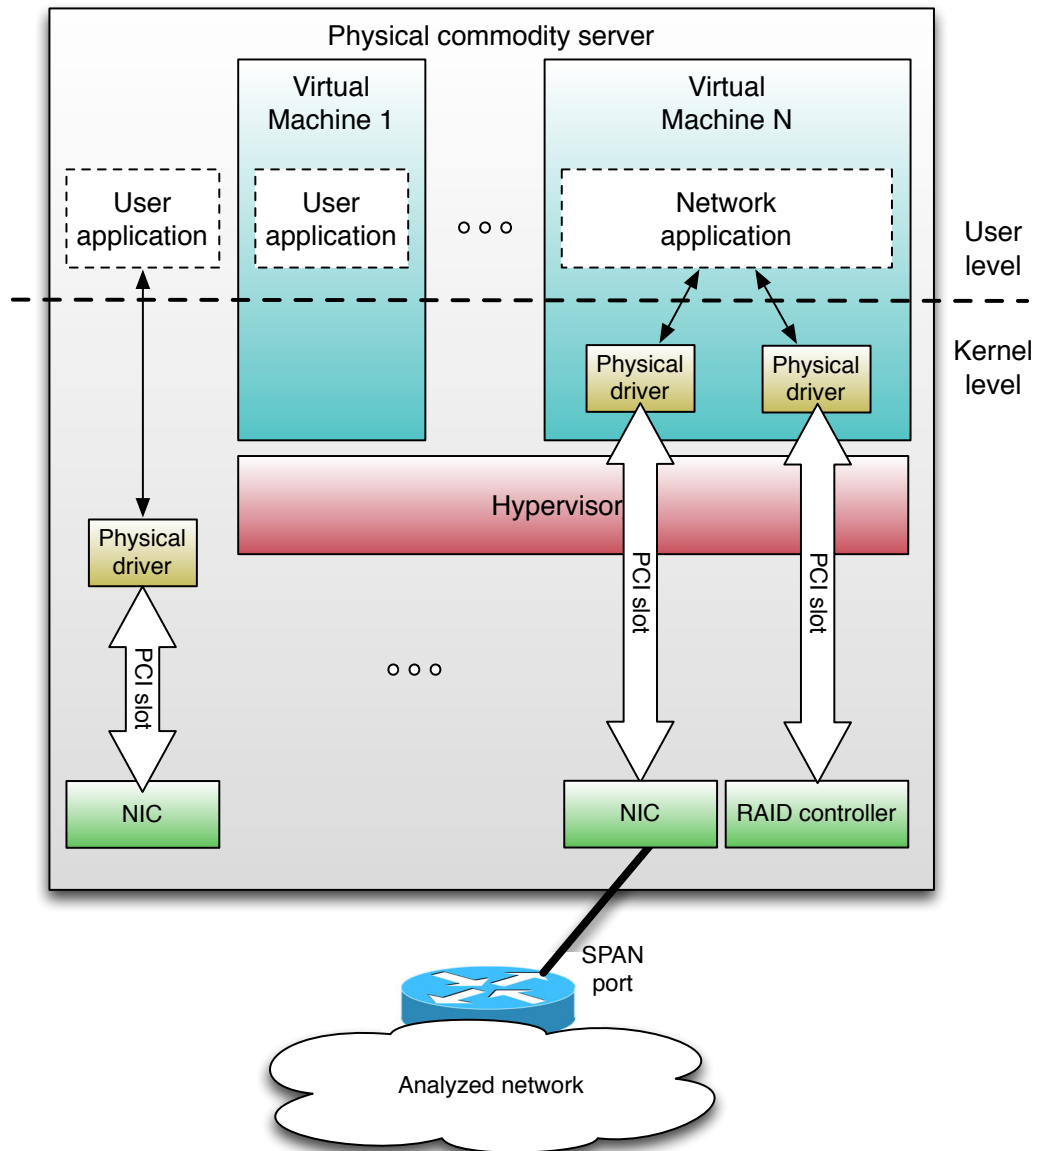 Physical commodity server
Virtual
Machine 1
Virtual
Machine N
User
application
User
application
Network
application
User
level
Kernel
level
Physical
driver
Physical
driver
Hypervisor
Physical
driver
PCI slot
PCI slot
PCI slot
NIC
NIC
RAID controller
SPAN
port
Analyzed network